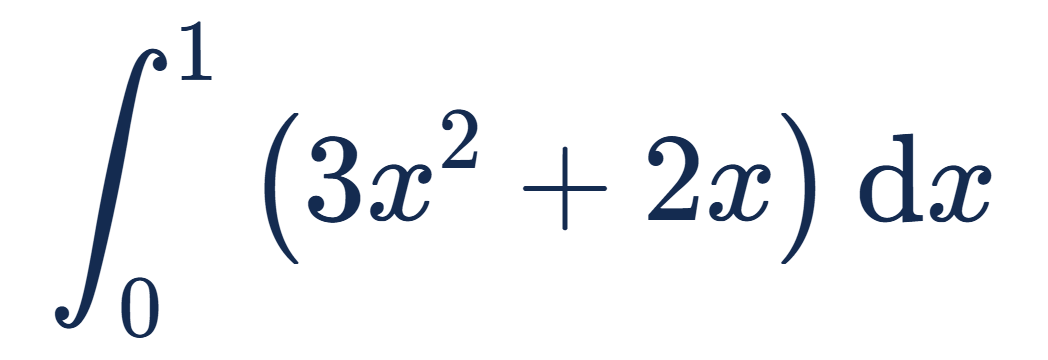 ∫₀¹ (3x² + 2x) dx